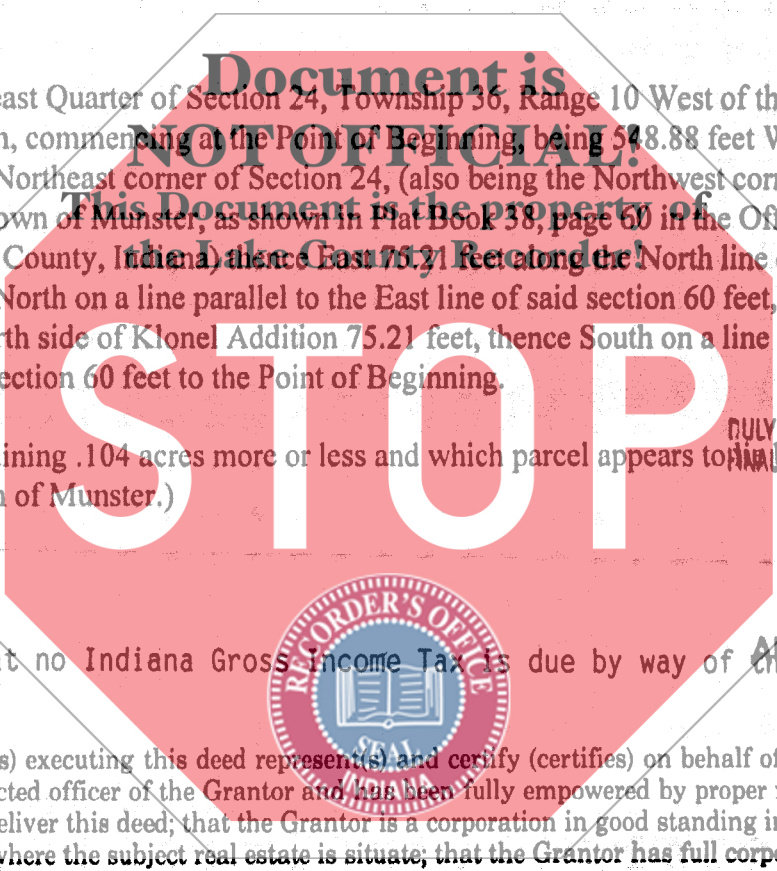 Document is
east Quarter of Section 24, Township 36, Range 10 West of th
NOT OFFICIAL!
n, commencing at the Point of Beginning, being 548.88 feet W
Northeast corner of Section 24, (also being the Northwest corn
This Document is the property of
own of Munster, as shown in Plat Book 38, page 60 in the Off
the Lake County Recorder!
County, Indiana) thence East 75.21 feet along the North line
North on a line parallel to the East line of said section 60 feet,
rth side of Klonel Addition 75.21 feet, thence South on a line
ection 60 feet to the Point of Beginning.
STOP
DULY
FINAL
ining .104 acres more or less and which parcel appears to lie
n of Munster.)
RECORDER'S OFFICE
SEAL
INDIANA
t no Indiana Gross Income Tax is due by way of
s) executing this deed represent(s) and certify (certifies) on behalf of
cted officer of the Grantor and has been fully empowered by proper
eliver this deed; that the Grantor is a corporation in good standing in
where the subject real estate is situate; that the Grantor has full corpo